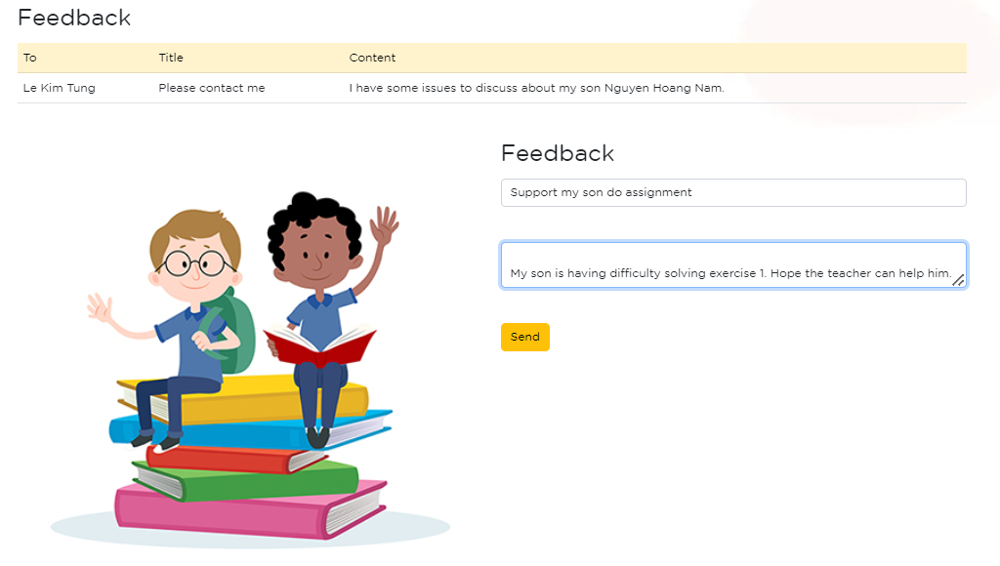 Feedback
To Title Content
Le Kim Tung Please contact me I have some issues to discuss about my son Nguyen Hoang Nam.
Feedback
Support my son do assignment
My son is having difficulty solving exercise 1. Hope the teacher can help him.
Send